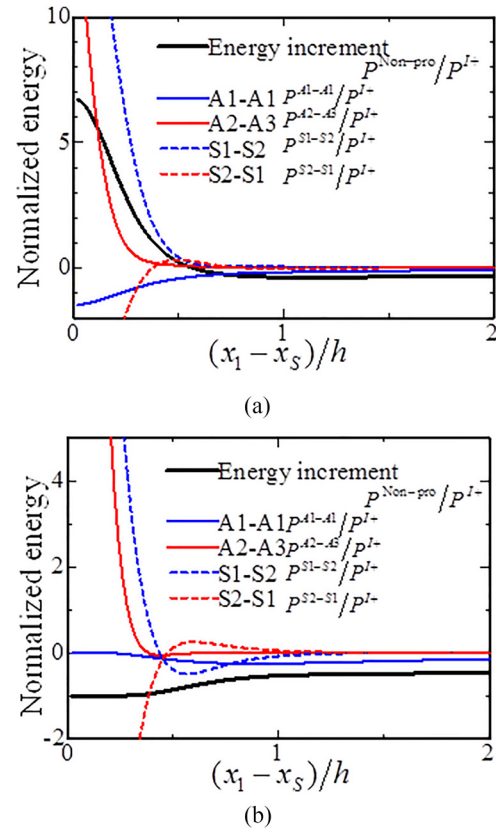 (a)
10
5
0
Normalized energy
Energy increment
P^Non-pro/P^I+
A1-A1 P^A1-A1/P^I+
A2-A3 P^A2-A3/P^I+
S1-S2 P^S1-S2/P^I+
S2-S1 P^S2-S1/P^I+
0 1 2
(x₁ − x_S)/h
(a)
4
2
0
-2
Normalized energy
Energy increment
P^Non-pro/P^I+
A1-A1 P^A1-A1/P^I+
A2-A3 P^A2-A3/P^I+
S1-S2 P^S1-S2/P^I+
S2-S1 P^S2-S1/P^I+
0 1 2
(x₁ − x_S)/h
(b)